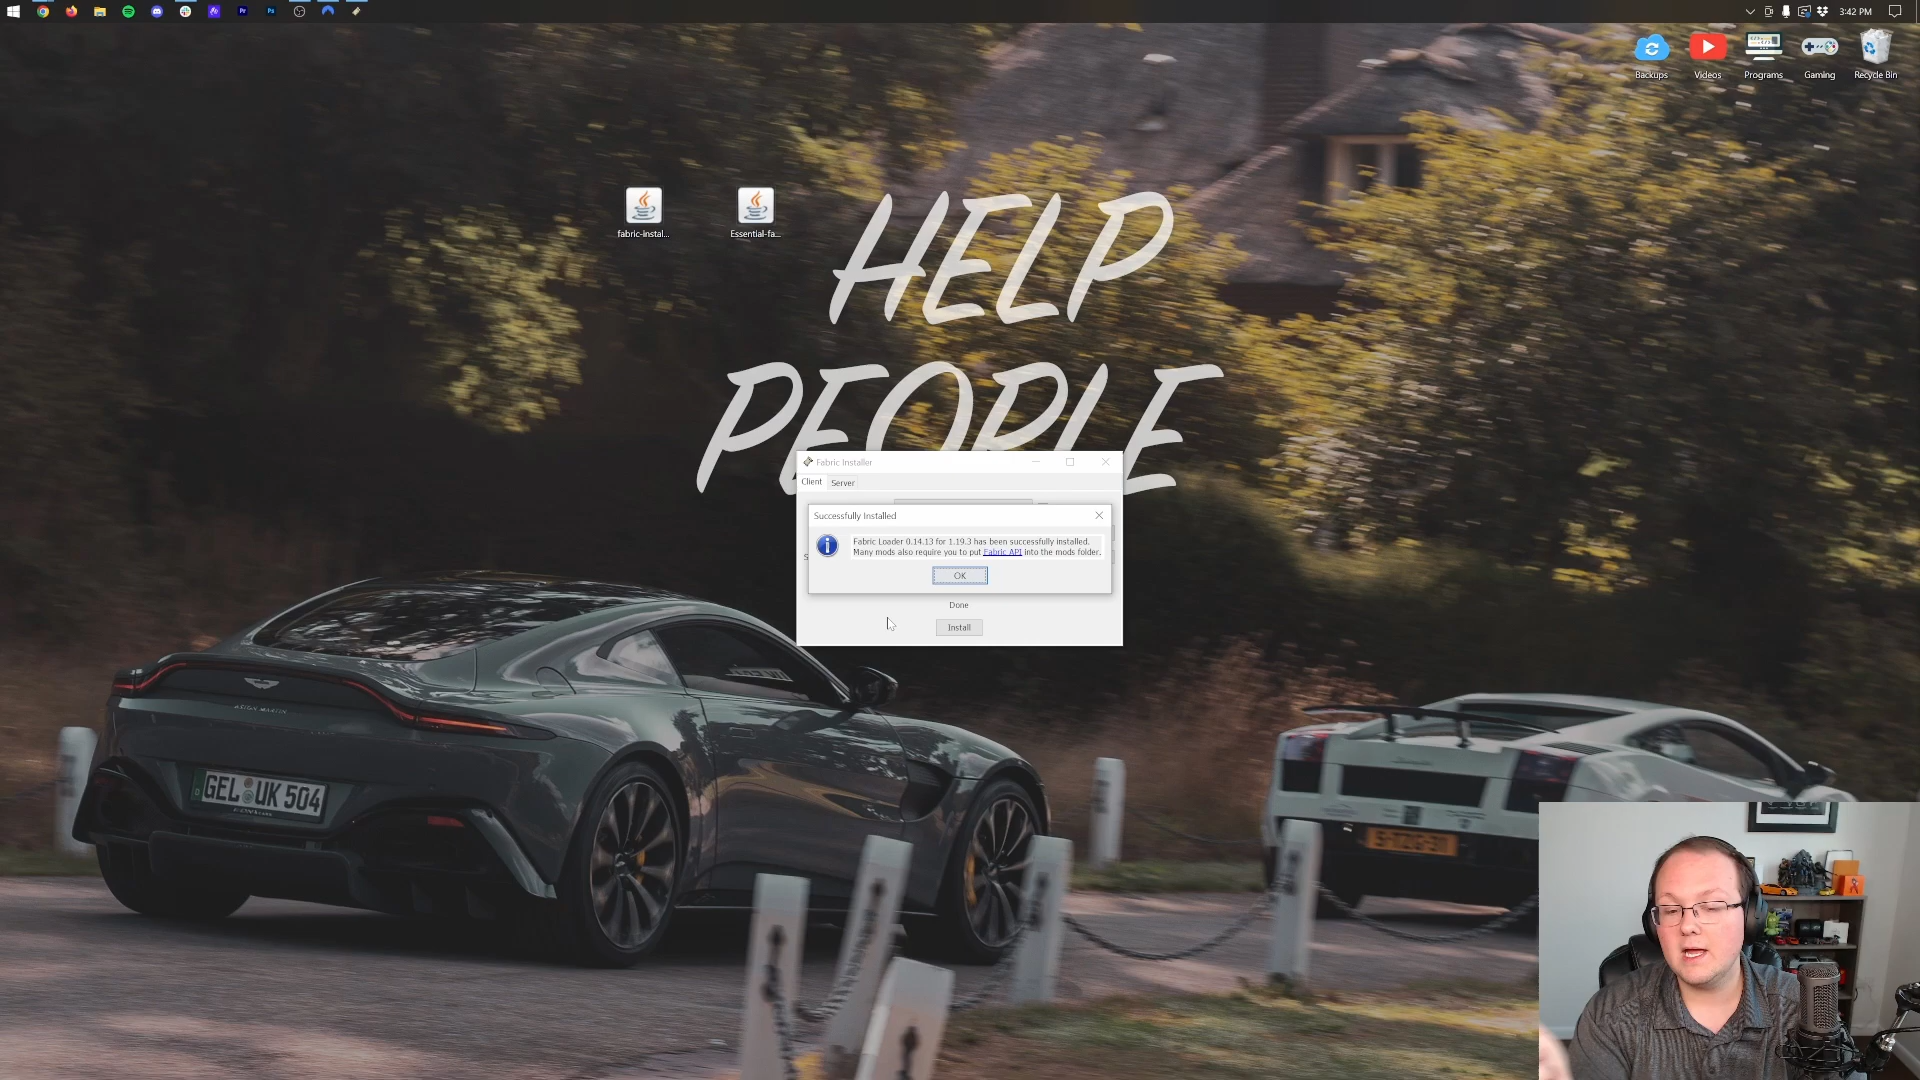 3:42 PM
Backups
Videos
Programs
Gaming
Recycle Bin
fabric-instal...
Essential-fa...
HELP
PEOPLE
Fabric Installer
Client
Server
Successfully Installed
Fabric Loader 0.14.13 for 1.19.3 has been successfully installed.
Many mods also require you to put Fabric API into the mods folder.
OK
Done
Install
ASTON MARTIN
GEL UK 504